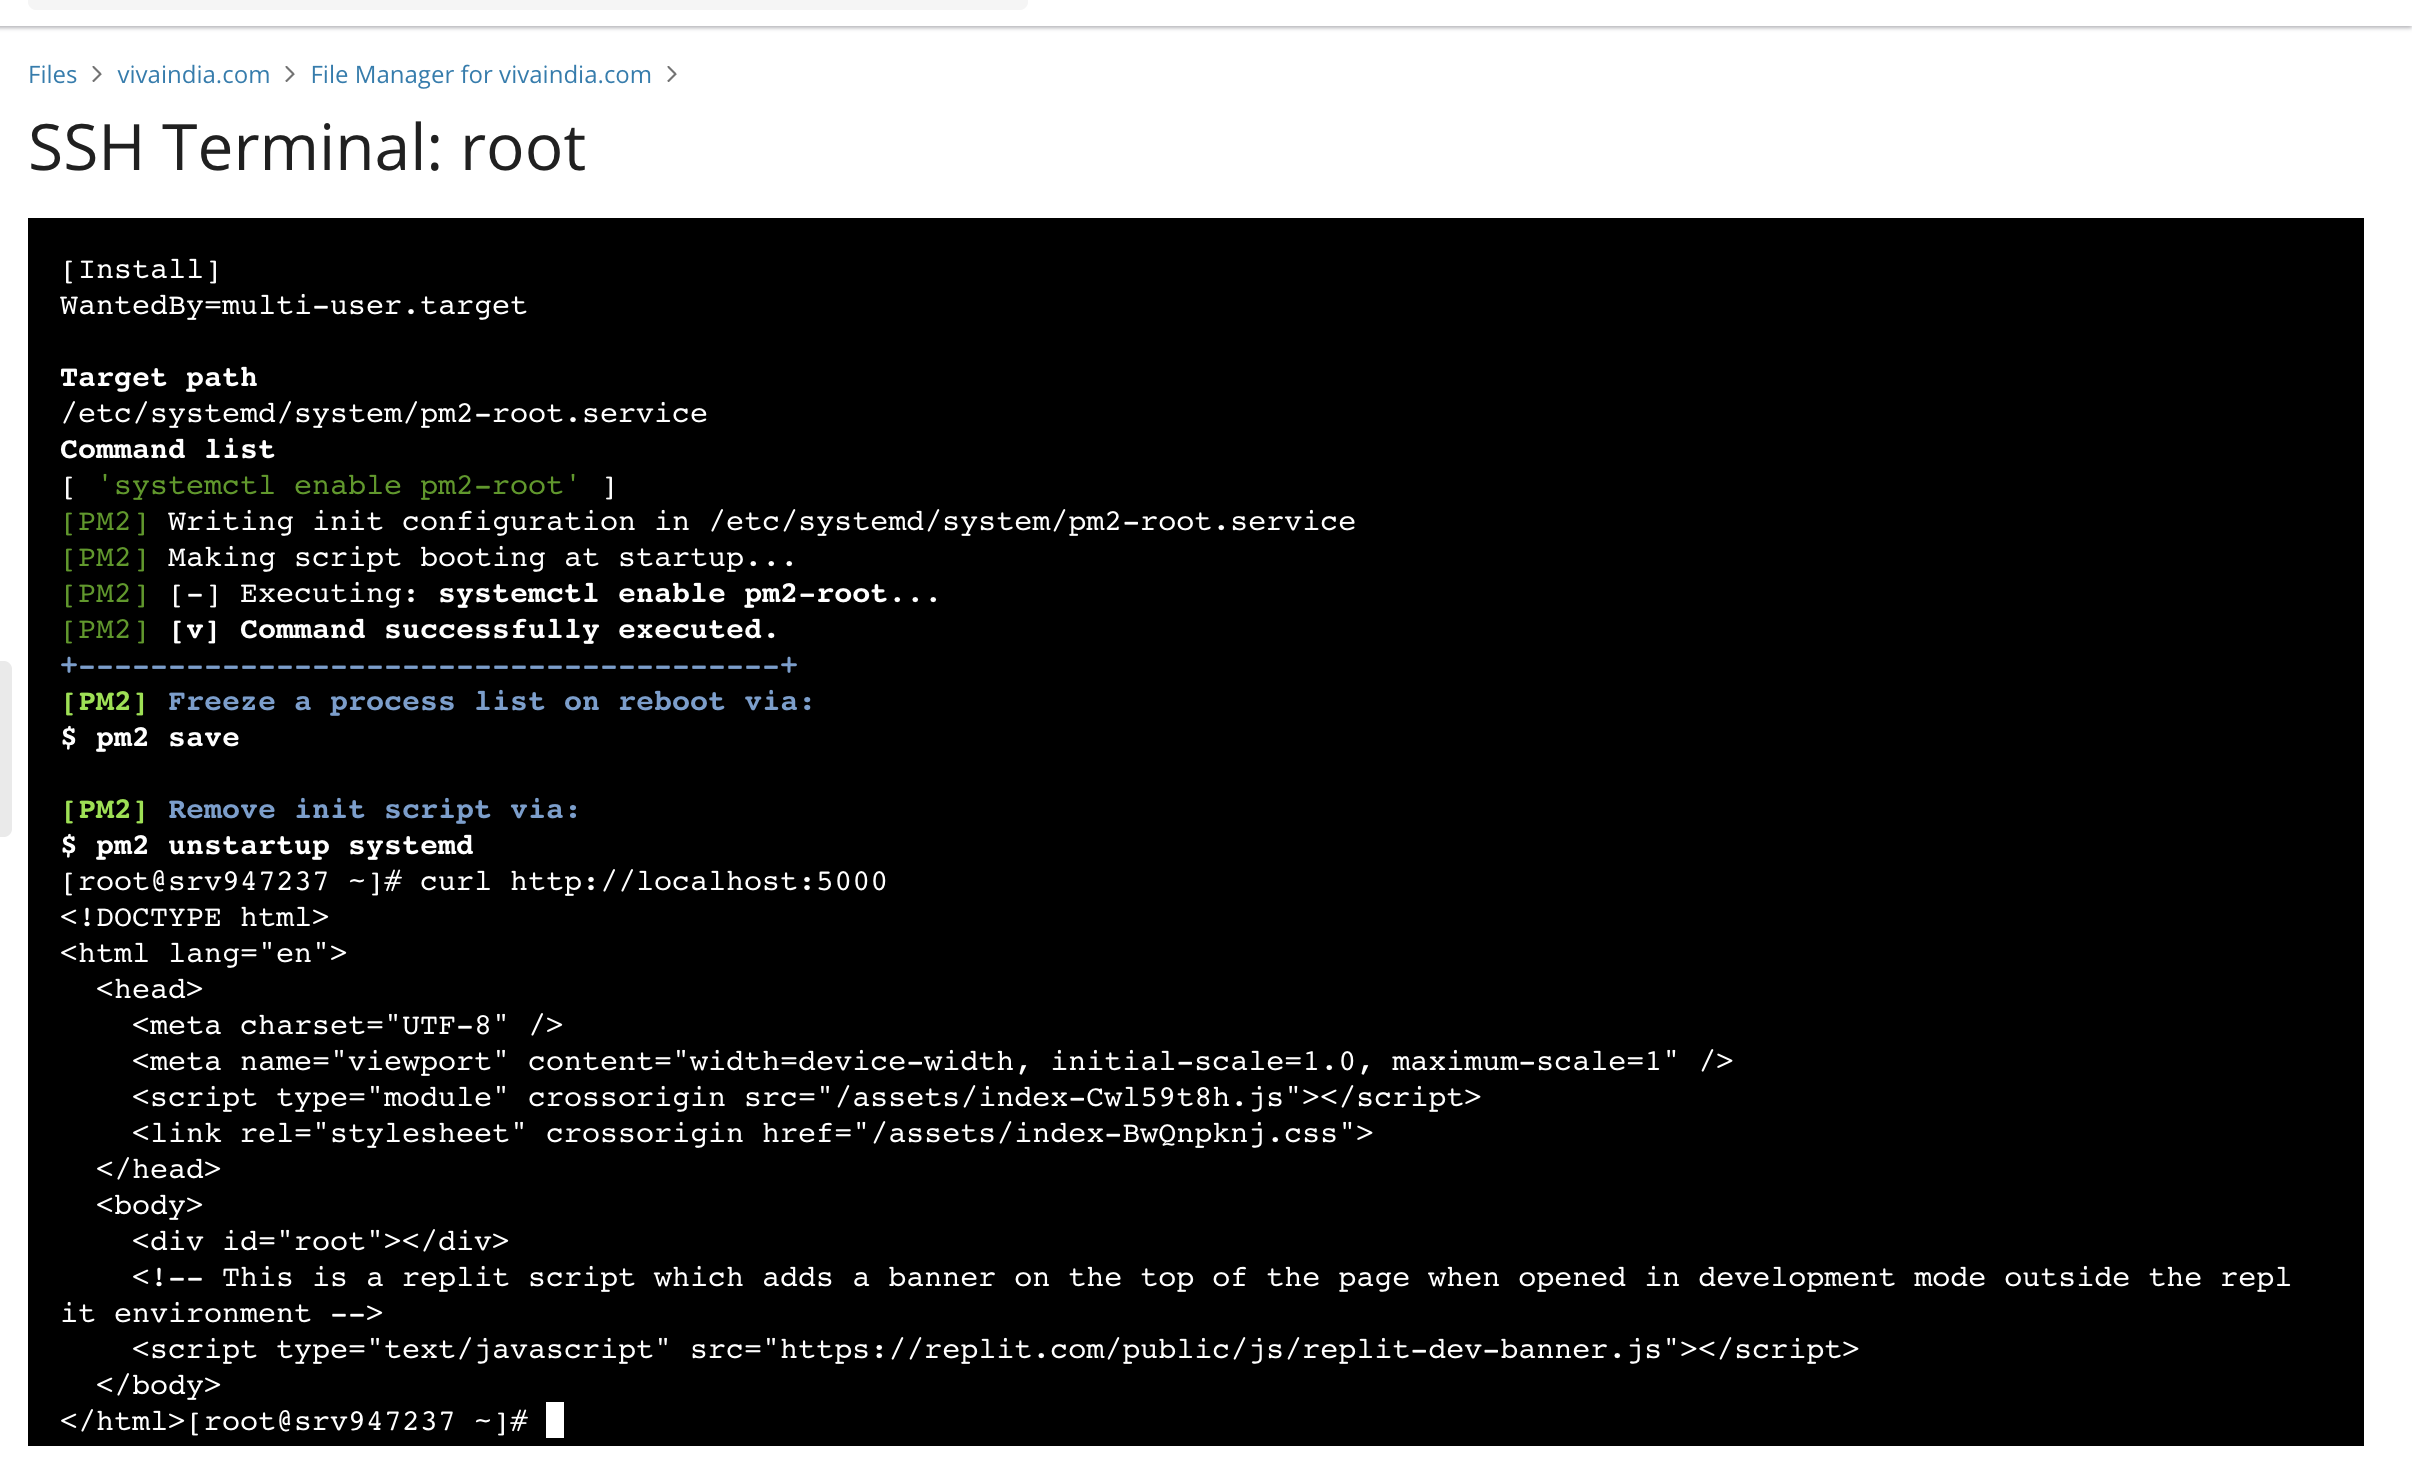 Files > vivaindia.com > File Manager for vivaindia.com >
SSH Terminal: root
[Install]
WantedBy=multi-user.target
Target path
/etc/systemd/system/pm2-root.service
Command list
[ 'systemctl enable pm2-root' ]
[PM2] Writing init configuration in /etc/systemd/system/pm2-root.service
[PM2] Making script booting at startup...
[PM2] [-] Executing: systemctl enable pm2-root...
[PM2] [v] Command successfully executed.
+---------------------------------------+
[PM2] Freeze a process list on reboot via:
$ pm2 save
[PM2] Remove init script via:
$ pm2 unstartup systemd
[root@srv947237 ~]# curl http://localhost:5000
<!DOCTYPE html>
<html lang="en">
  <head>
    <meta charset="UTF-8" />
    <meta name="viewport" content="width=device-width, initial-scale=1.0, maximum-scale=1" />
    <script type="module" crossorigin src="/assets/index-Cwl59t8h.js"></script>
    <link rel="stylesheet" crossorigin href="/assets/index-BwQnpknj.css">
  </head>
  <body>
    <div id="root"></div>
    <!-- This is a replit script which adds a banner on the top of the page when opened in development mode outside the repl
it environment -->
    <script type="text/javascript" src="https://replit.com/public/js/replit-dev-banner.js"></script>
  </body>
</html>[root@srv947237 ~]#